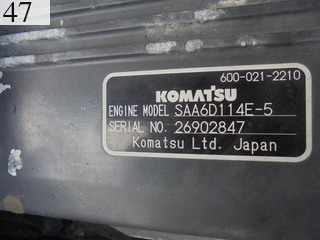 47
600-021-2210
KOMATSU
ENGINE MODEL SAA6D114E-5
SERIAL NO. 26902847
Komatsu Ltd. Japan